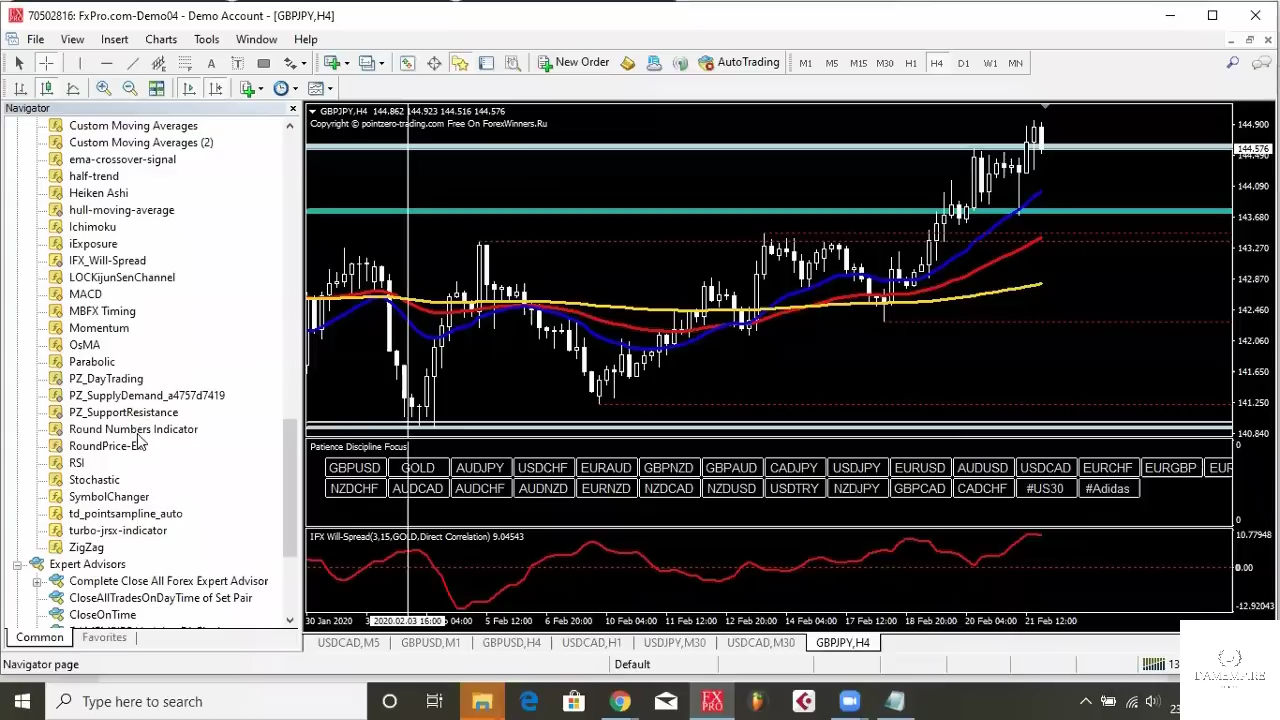 70502816: FxPro.com-Demo04 - Demo Account - [GBPJPY,H4]
File View Insert Charts Tools Window Help
New Order AutoTrading M1 M5 M15 M30 H1 H4 D1 W1 MN
Navigator
Custom Moving Averages
Custom Moving Averages (2)
ema-crossover-signal
half-trend
Heiken Ashi
hull-moving-average
Ichimoku
iExposure
IFX_Will-Spread
LOCKijunSenChannel
MACD
MBFX Timing
Momentum
OsMA
Parabolic
PZ_DayTrading
PZ_SupplyDemand_a4757d7419
PZ_SupportResistance
Round Numbers Indicator
RSI
Stochastic
SymbolChanger
td_pointsampline_auto
turbo-jrsx-indicator
ZigZag
Expert Advisors
Complete Close All Forex Expert Advisor
CloseAllTradesOnDayTime of Set Pair
CloseOnTime
Common Favorites
GBPJPY,H4 144.862 144.923 144.516 144.576
Copyright © pointzero-trading.com Free On ForexWinners.Ru
144.900
144.576
144.490
144.090
143.680
143.270
142.870
142.460
142.060
141.650
141.250
140.840
Patience Discipline Focus
0
GBPUSD GOLD AUDJPY USDCHF EURAUD GBPNZD GBPAUD CADJPY USDJPY EURUSD AUDUSD USDCAD EURCHF EURGBP EUR
NZDCHF AUDCAD AUDCHF AUDNZD EURNZD NZDCAD NZDUSD USDTRY NZDJPY GBPCAD CADCHF #US30 #Adidas
0
IFX Will-Spread(3,15,GOLD,Direct Correlation) 9.04543
10.77948
0.00
-12.92043
30 Jan 2020 3 2020.02.03 16:00 04:00 5 Feb 12:00 6 Feb 20:00 10 Feb 04:00 11 Feb 12:00 12 Feb 20:00 14 Feb 04:00 17 Feb 12:00 18 Feb 20:00 20 Feb 04:00 21 Feb 12:00
USDCAD,M5 GBPUSD,M1 GBPUSD,H4 USDCAD,H1 USDJPY,M30 USDCAD,M30 GBPJPY,H4
Navigator page Default 13
Type here to search
FX PRO
DAMEMPIRE